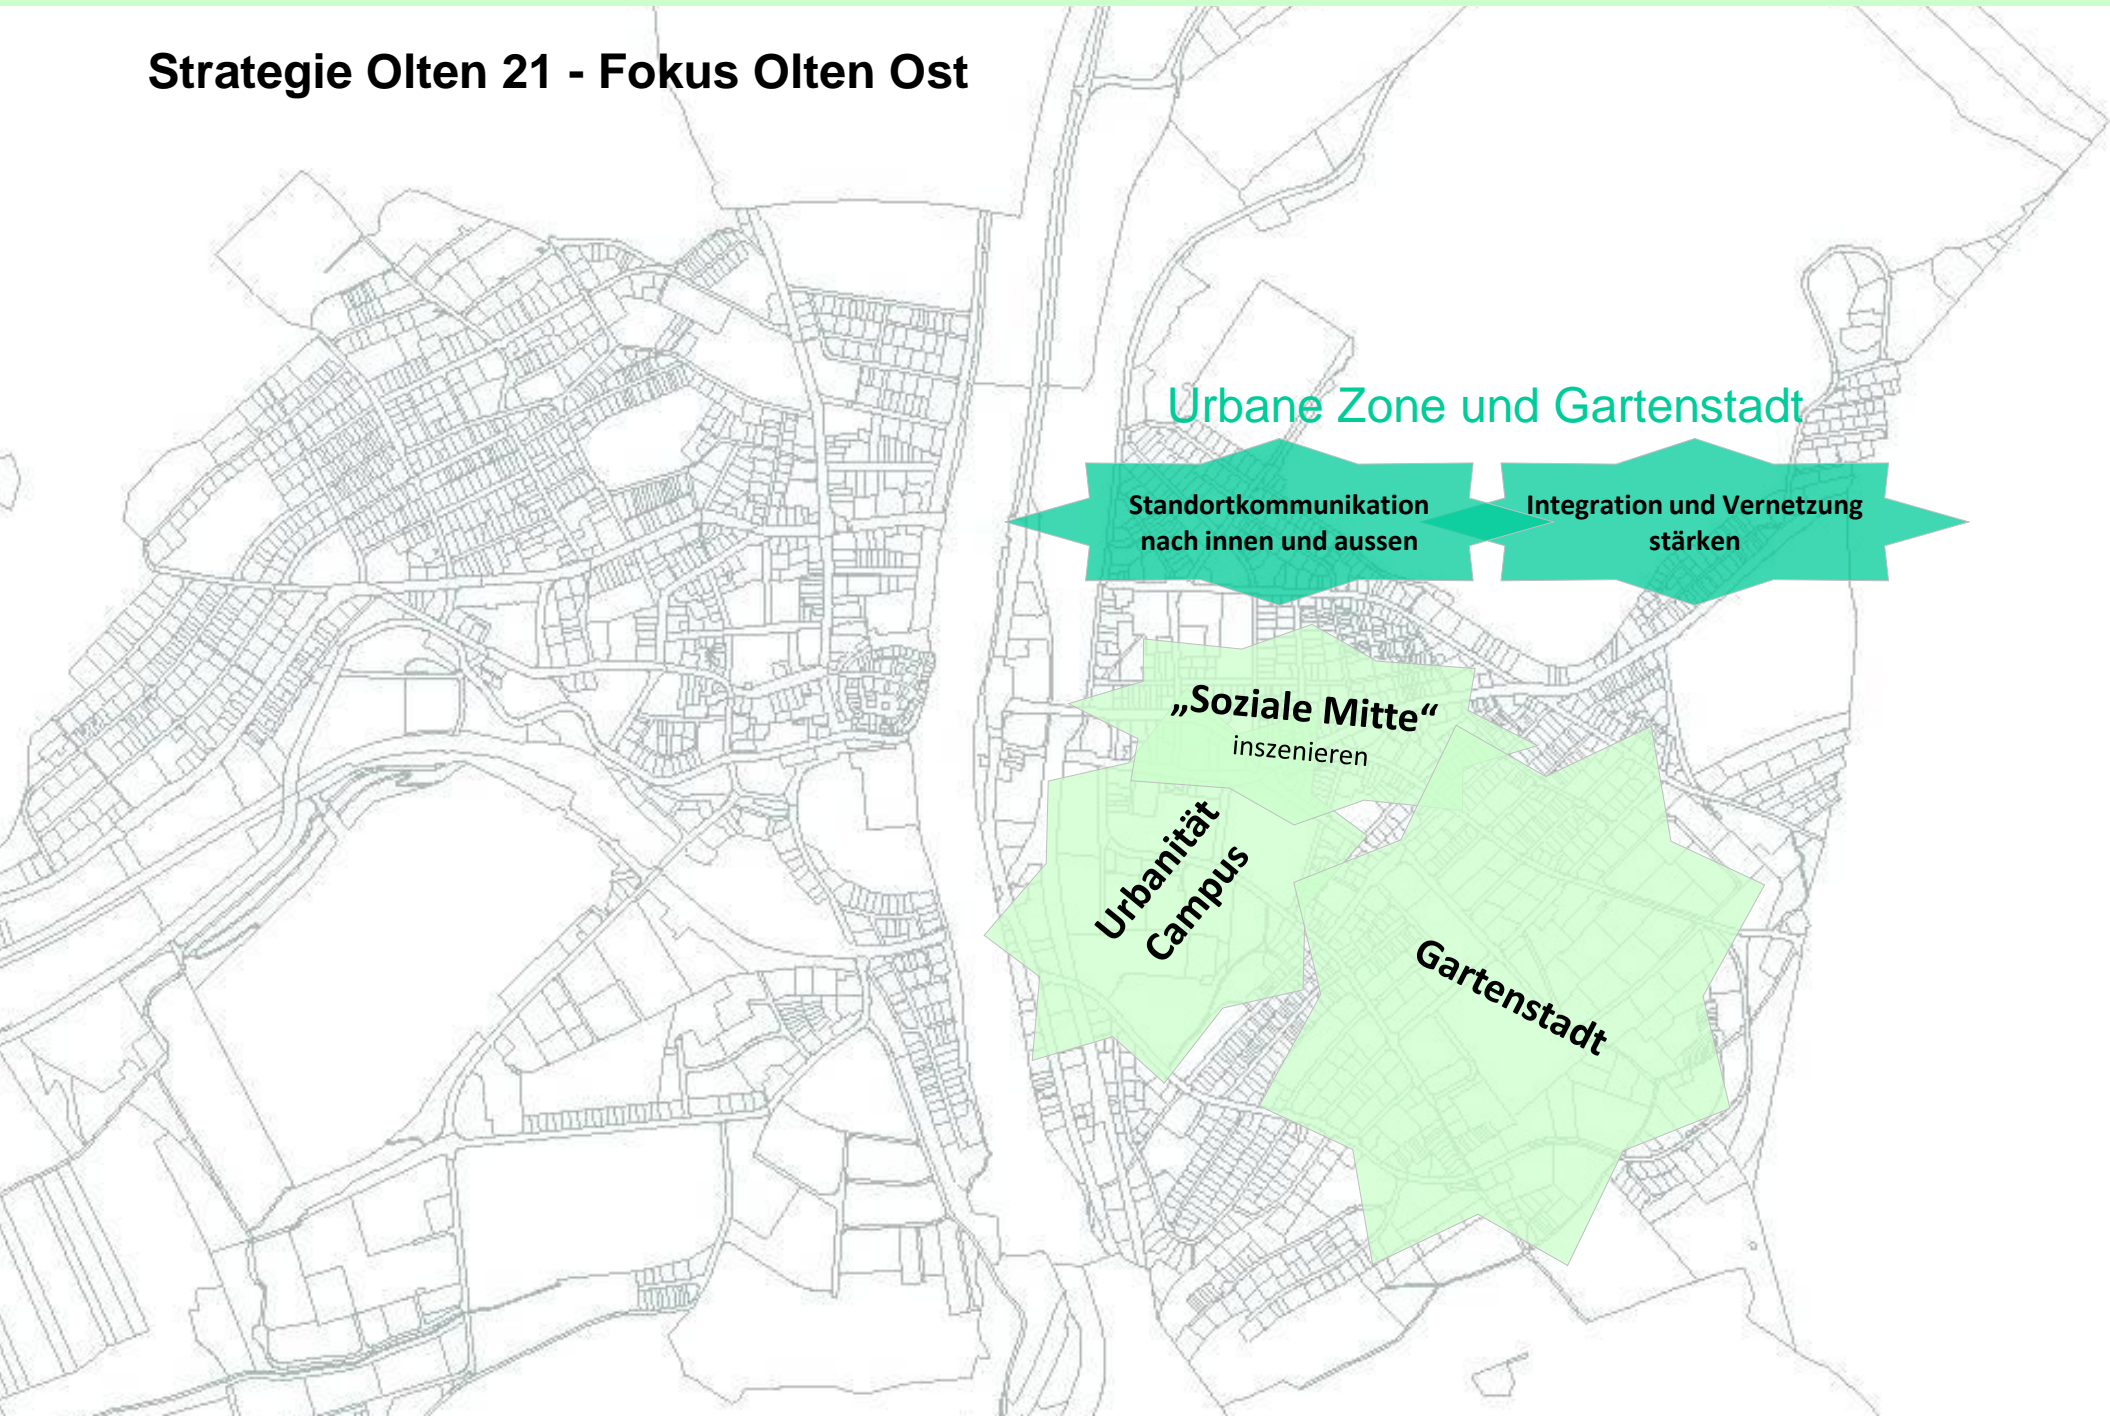 Strategie Olten 21 - Fokus Olten Ost
Urbane Zone und Gartenstadt
Standortkommunikation
nach innen und aussen
Integration und Vernetzung
stärken
„Soziale Mitte“
inszenieren
Urbanität
Campus
Gartenstadt